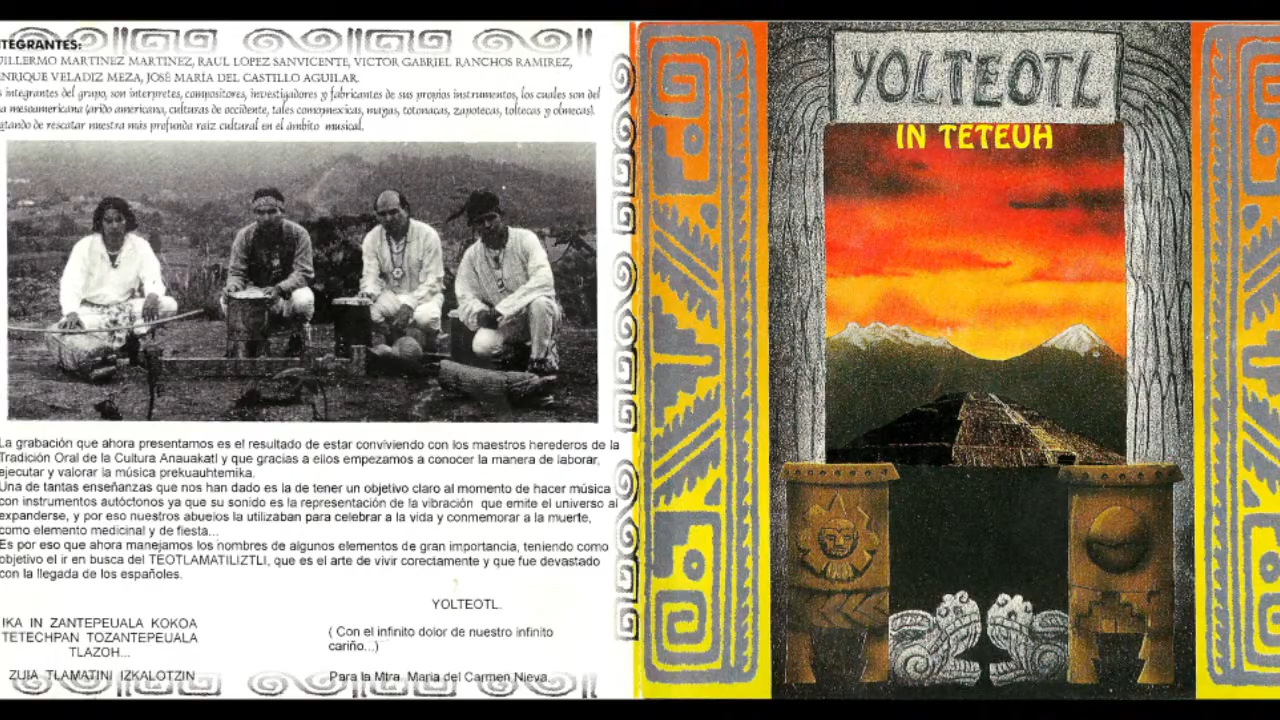 INTEGRANTES:
GUILLERMO MARTINEZ MARTINEZ, RAUL LOPEZ SANVICENTE, VICTOR GABRIEL RANCHOS RAMIREZ,
ENRIQUE VELADIZ MEZA, JOSÉ MARÍA DEL CASTILLO AGUILAR.
integrantes del grupo, son interpretes, compositores, investigadores y fabricantes de sus propios instrumentos, los cuales son del
mesoamericana (arido americana, culturas de occidente, tales como;mexicas, mayas, totonacas, zapotecas, toltecas y olmecas).
tratando de rescatar nuestra más profunda raiz cultural en el ámbito musical.
La grabación que ahora presentamos es el resultado de estar conviviendo con los maestros herederos de la
Tradición Oral de la Cultura Anauakatl y que gracias a ellos empezamos a conocer la manera de laborar,
ejecutar y valorar la música prekuauhtemika.
Una de tantas enseñanzas que nos han dado es la de tener un objetivo claro al momento de hacer música
con instrumentos autóctonos ya que su sonido es la representación de la vibración que emite el universo al
expanderse, y por eso nuestros abuelos la utilizaban para celebrar a la vida y conmemorar a la muerte,
como elemento medicinal y de fiesta...
Es por eso que ahora manejamos los nombres de algunos elementos de gran importancia, teniendo como
objetivo el ir en busca del TEOTLAMATILIZTLI, que es el arte de vivir corectamente y que fue devastado
con la llegada de los españoles.
YOLTEOTL.
IKA IN ZANTEPEUALA KOKOA
TETECHPAN TOZANTEPEUALA
TLAZOH...
( Con el infinito dolor de nuestro infinito
cariño...)
ZUIA TLAMATINI IZKALOTZIN
Para la Mtra. Maria del Carmen Nieva.
YOLTEOTL
IN TETEUH